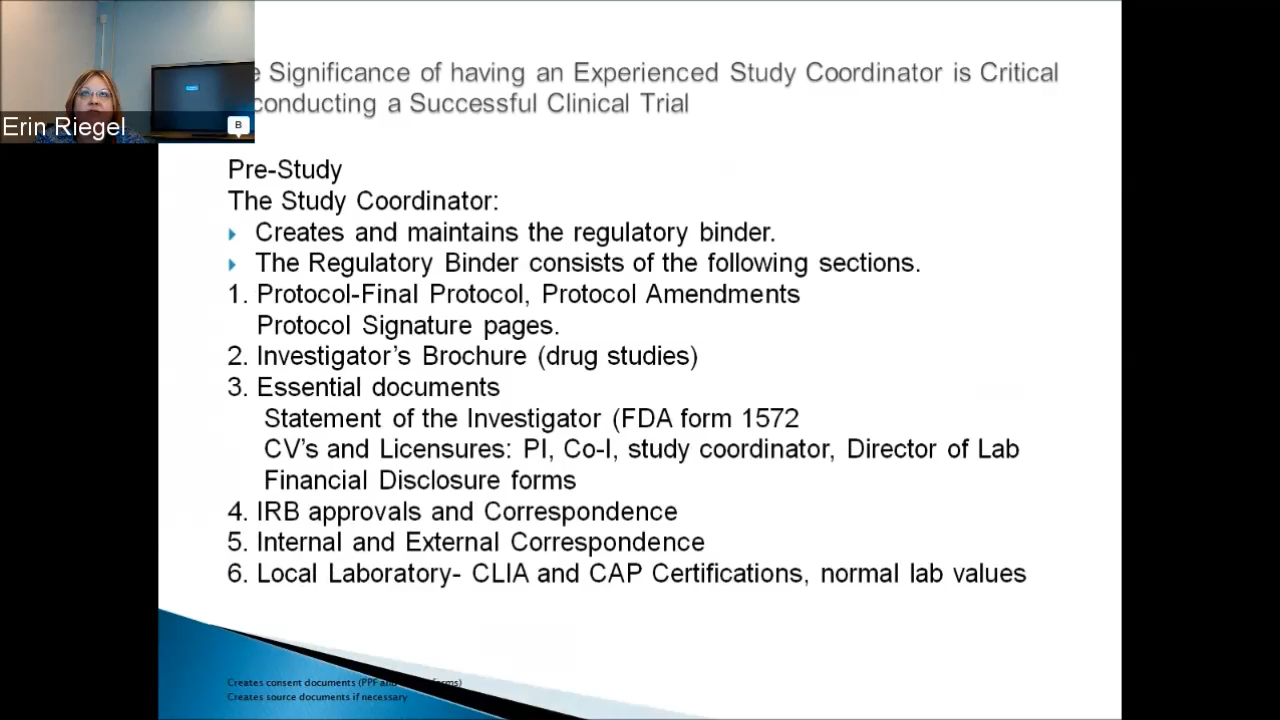 e Significance of having an Experienced Study Coordinator is Critical
conducting a Successful Clinical Trial
Erin Riegel
B
Pre-Study
The Study Coordinator:
Creates and maintains the regulatory binder.
The Regulatory Binder consists of the following sections.
1. Protocol-Final Protocol, Protocol Amendments
Protocol Signature pages.
2. Investigator’s Brochure (drug studies)
3. Essential documents
Statement of the Investigator (FDA form 1572
CV’s and Licensures: PI, Co-I, study coordinator, Director of Lab
Financial Disclosure forms
4. IRB approvals and Correspondence
5. Internal and External Correspondence
6. Local Laboratory- CLIA and CAP Certifications, normal lab values
Creates consent documents (PPF and
Creates source documents if necessary